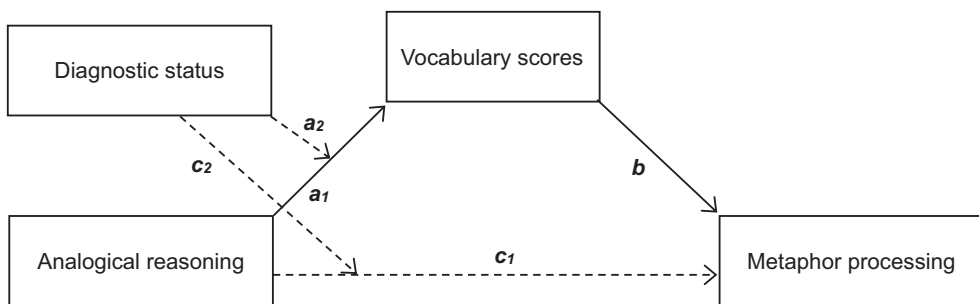 Vocabulary scores
Diagnostic status
a2
c2
a1
b
Analogical reasoning
c1
Metaphor processing